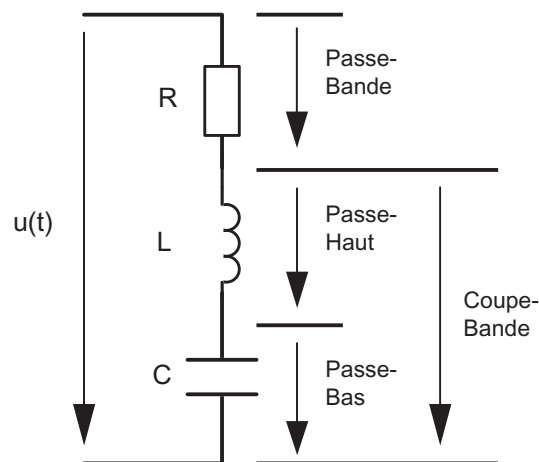 Passe-
Bande
R
u(t)
L
Passe-
Haut
Coupe-
Bande
C
Passe-
Bas